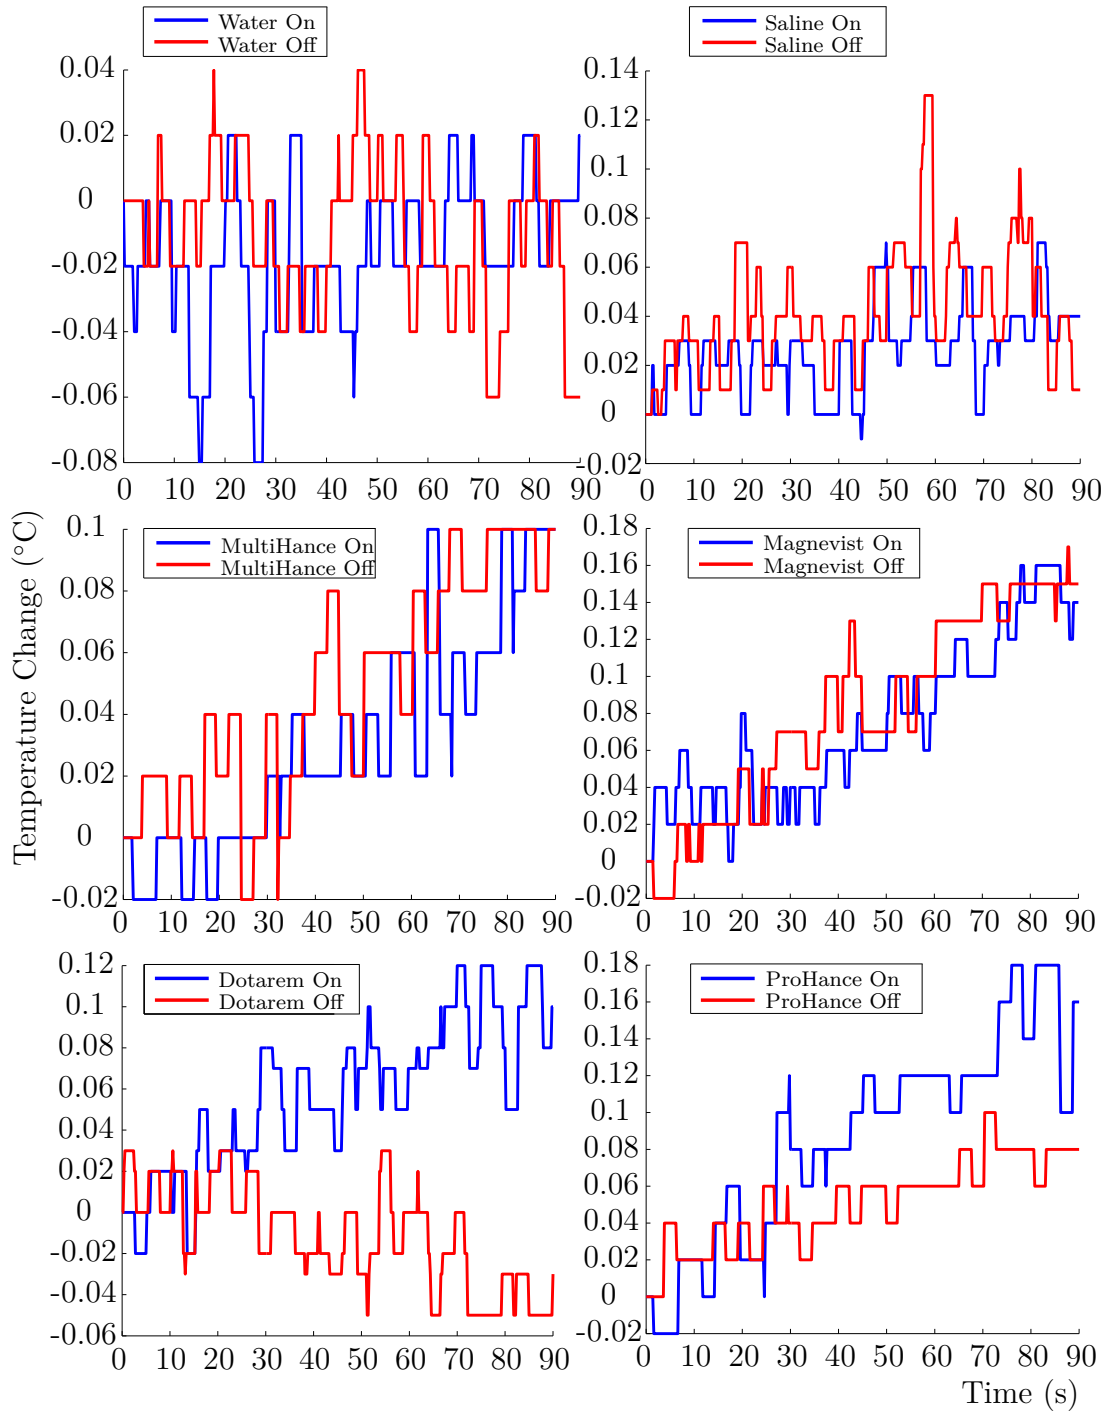 Water On
Water Off
Saline On
Saline Off
0.04
0.02
0
-0.02
-0.04
-0.06
-0.08
0 10 20 30 40 50 60 70 80 90
0.14
0.12
0.1
0.08
0.06
0.04
0.02
0
-0.02
0 10 20 30 40 50 60 70 80 90
Temperature Change (°C)
MultiHance On
MultiHance Off
0.1
0.08
0.06
0.04
0.02
0
-0.02
0 10 20 30 40 50 60 70 80 90
Magnevist On
Magnevist Off
0.18
0.16
0.14
0.12
0.1
0.08
0.06
0.04
0.02
0
-0.02
0 10 20 30 40 50 60 70 80 90
Dotarem On
Dotarem Off
0.12
0.1
0.08
0.06
0.04
0.02
0
-0.02
-0.04
-0.06
0 10 20 30 40 50 60 70 80 90
ProHance On
ProHance Off
0.18
0.16
0.14
0.12
0.1
0.08
0.06
0.04
0.02
0
-0.02
0 10 20 30 40 50 60 70 80 90
Time (s)